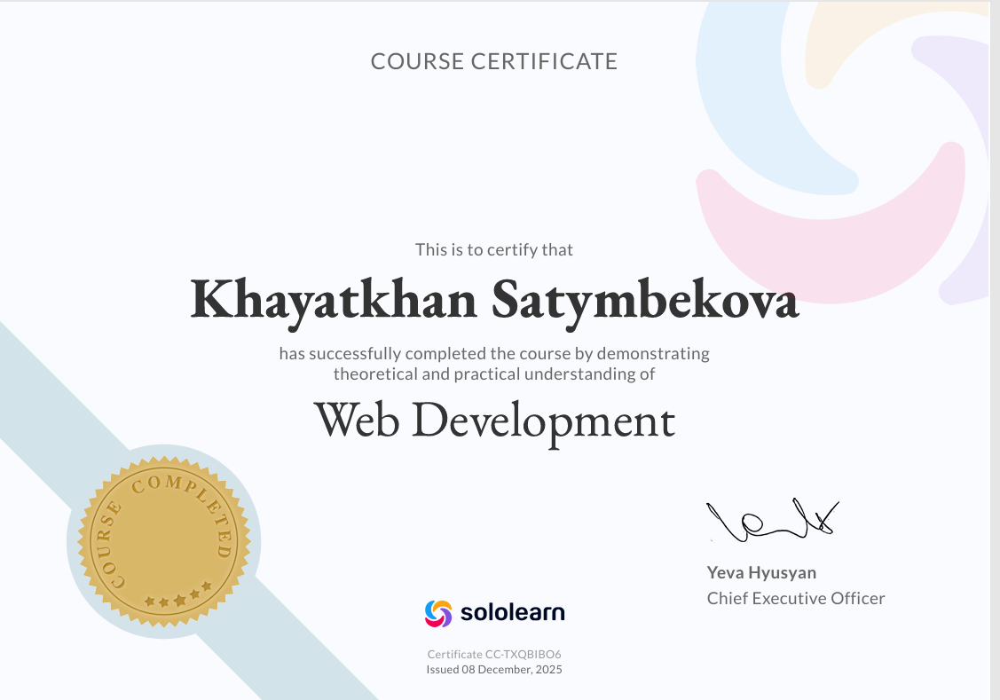 COURSE CERTIFICATE
This is to certify that
Khayatkhan Satymbekova
has successfully completed the course by demonstrating
theoretical and practical understanding of
Web Development
COURSE COMPLETED
Yeva Hyusyan
Chief Executive Officer
sololearn
Certificate CC-TXQBIBO6
Issued 08 December, 2025